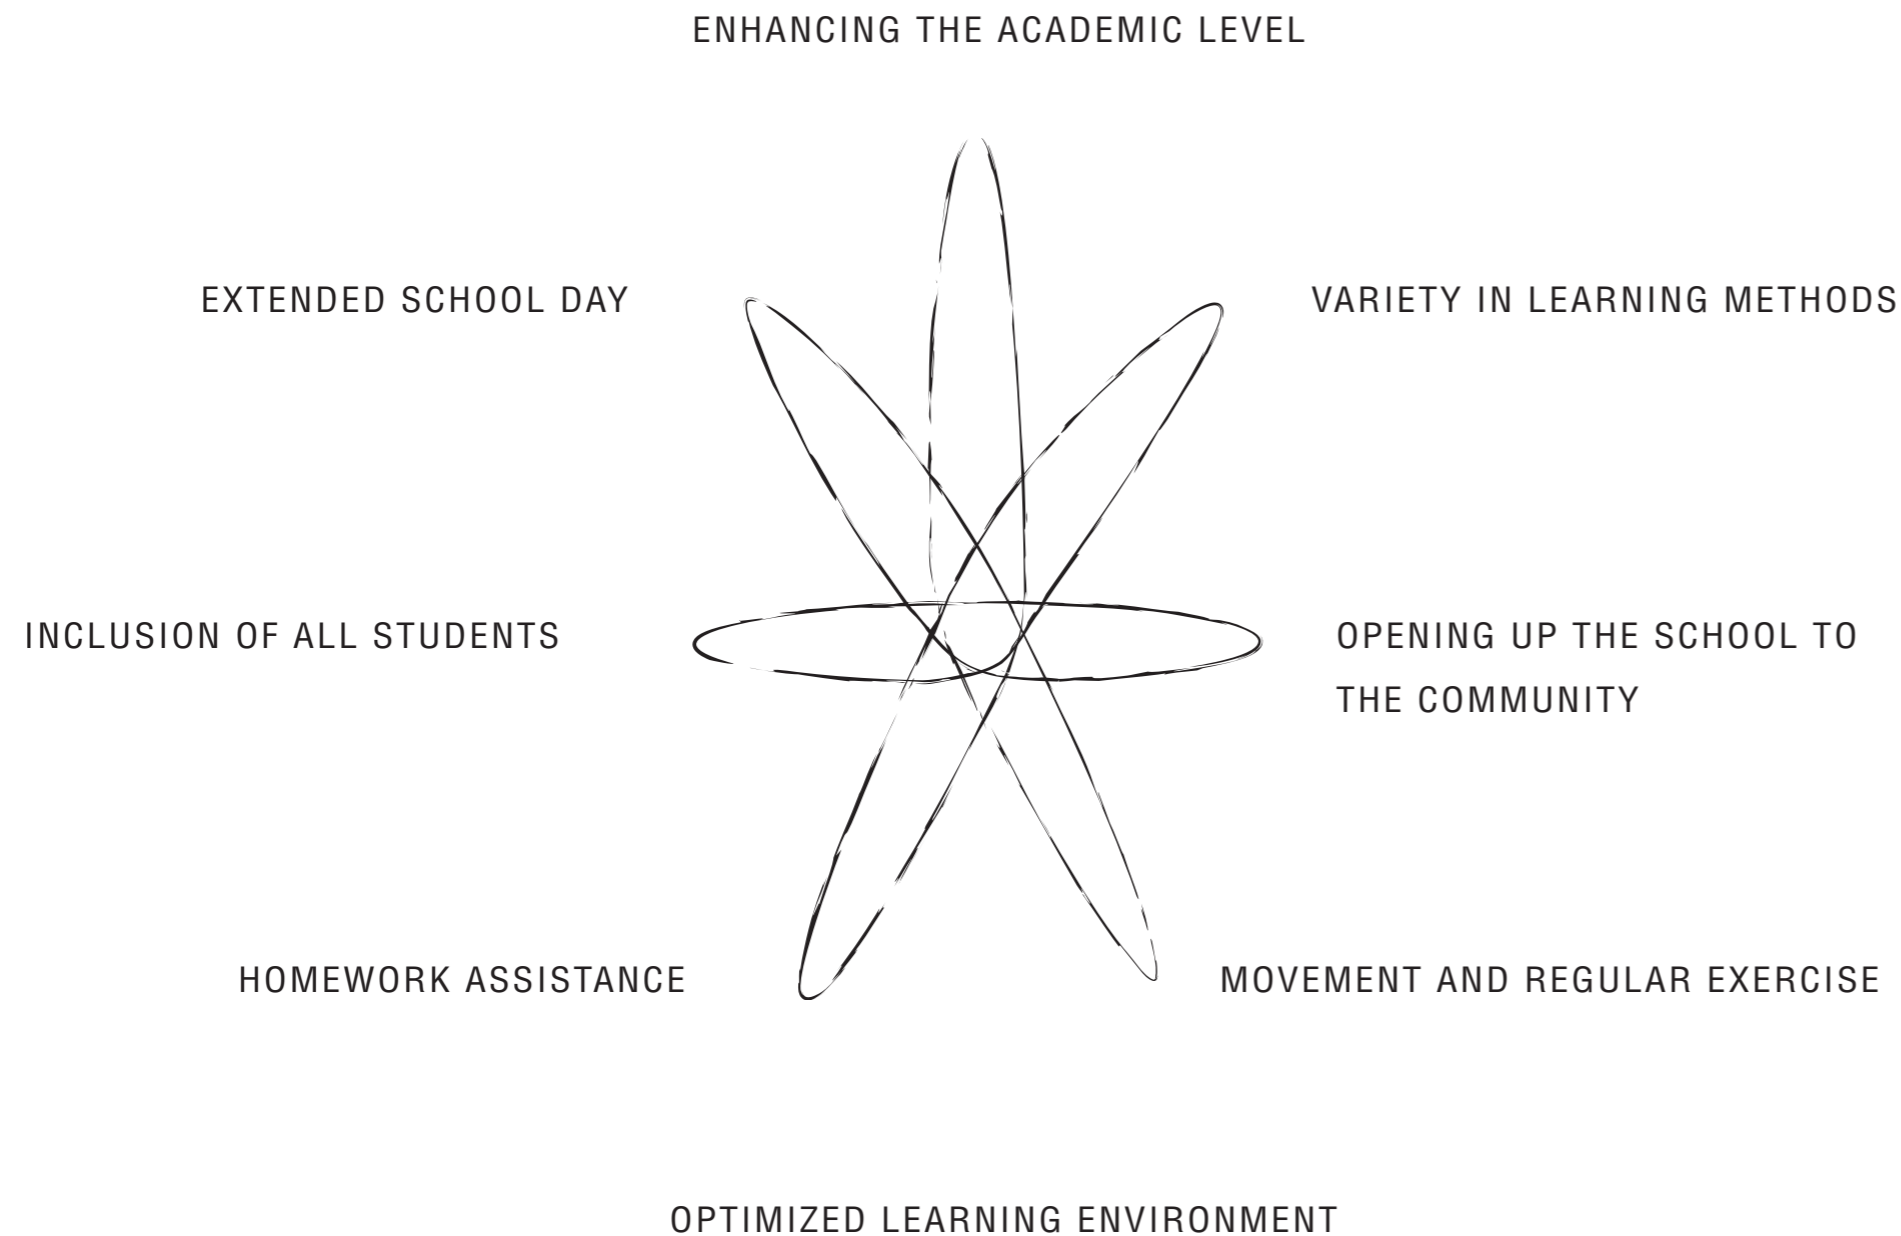 ENHANCING THE ACADEMIC LEVEL
EXTENDED SCHOOL DAY
VARIETY IN LEARNING METHODS
INCLUSION OF ALL STUDENTS
OPENING UP THE SCHOOL TO
THE COMMUNITY
HOMEWORK ASSISTANCE
MOVEMENT AND REGULAR EXERCISE
OPTIMIZED LEARNING ENVIRONMENT